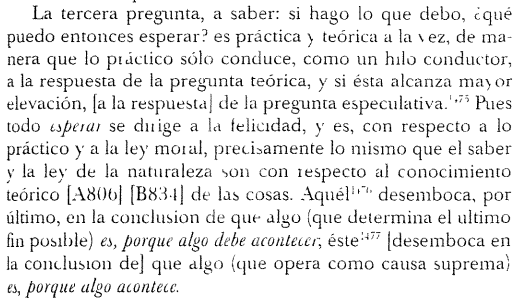 La tercera pregunta, a saber: si hago lo que debo, ¿qué
puedo entonces esperar? es práctica y teórica a la vez, de ma-
nera que lo práctico sólo conduce, como un hilo conductor,
a la respuesta de la pregunta teórica, y si ésta alcanza mayor
elevación, [a la respuesta] de la pregunta especulativa.¹⁴⁷⁵ Pues
todo esperar se dirige a la felicidad, y es, con respecto a lo
práctico y a la ley moral, precisamente lo mismo que el saber
y la ley de la naturaleza son con respecto al conocimiento
teórico [A806] [B834] de las cosas. Aquél¹⁴⁷⁶ desemboca, por
último, en la conclusion de que algo (que determina el ultimo
fin posible) es, porque algo debe acontecer; éste¹⁴⁷⁷ [desemboca en
la conclusion de] que algo (que opera como causa suprema)
es, porque algo acontece.